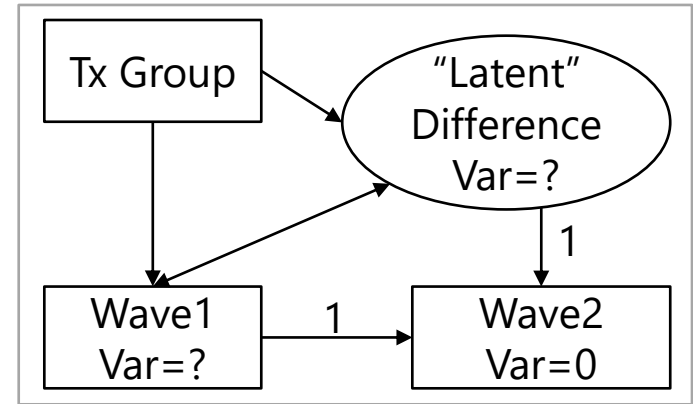 Tx Group
“Latent”
Difference
Var=?
1
Wave1
Var=?
1
Wave2
Var=0